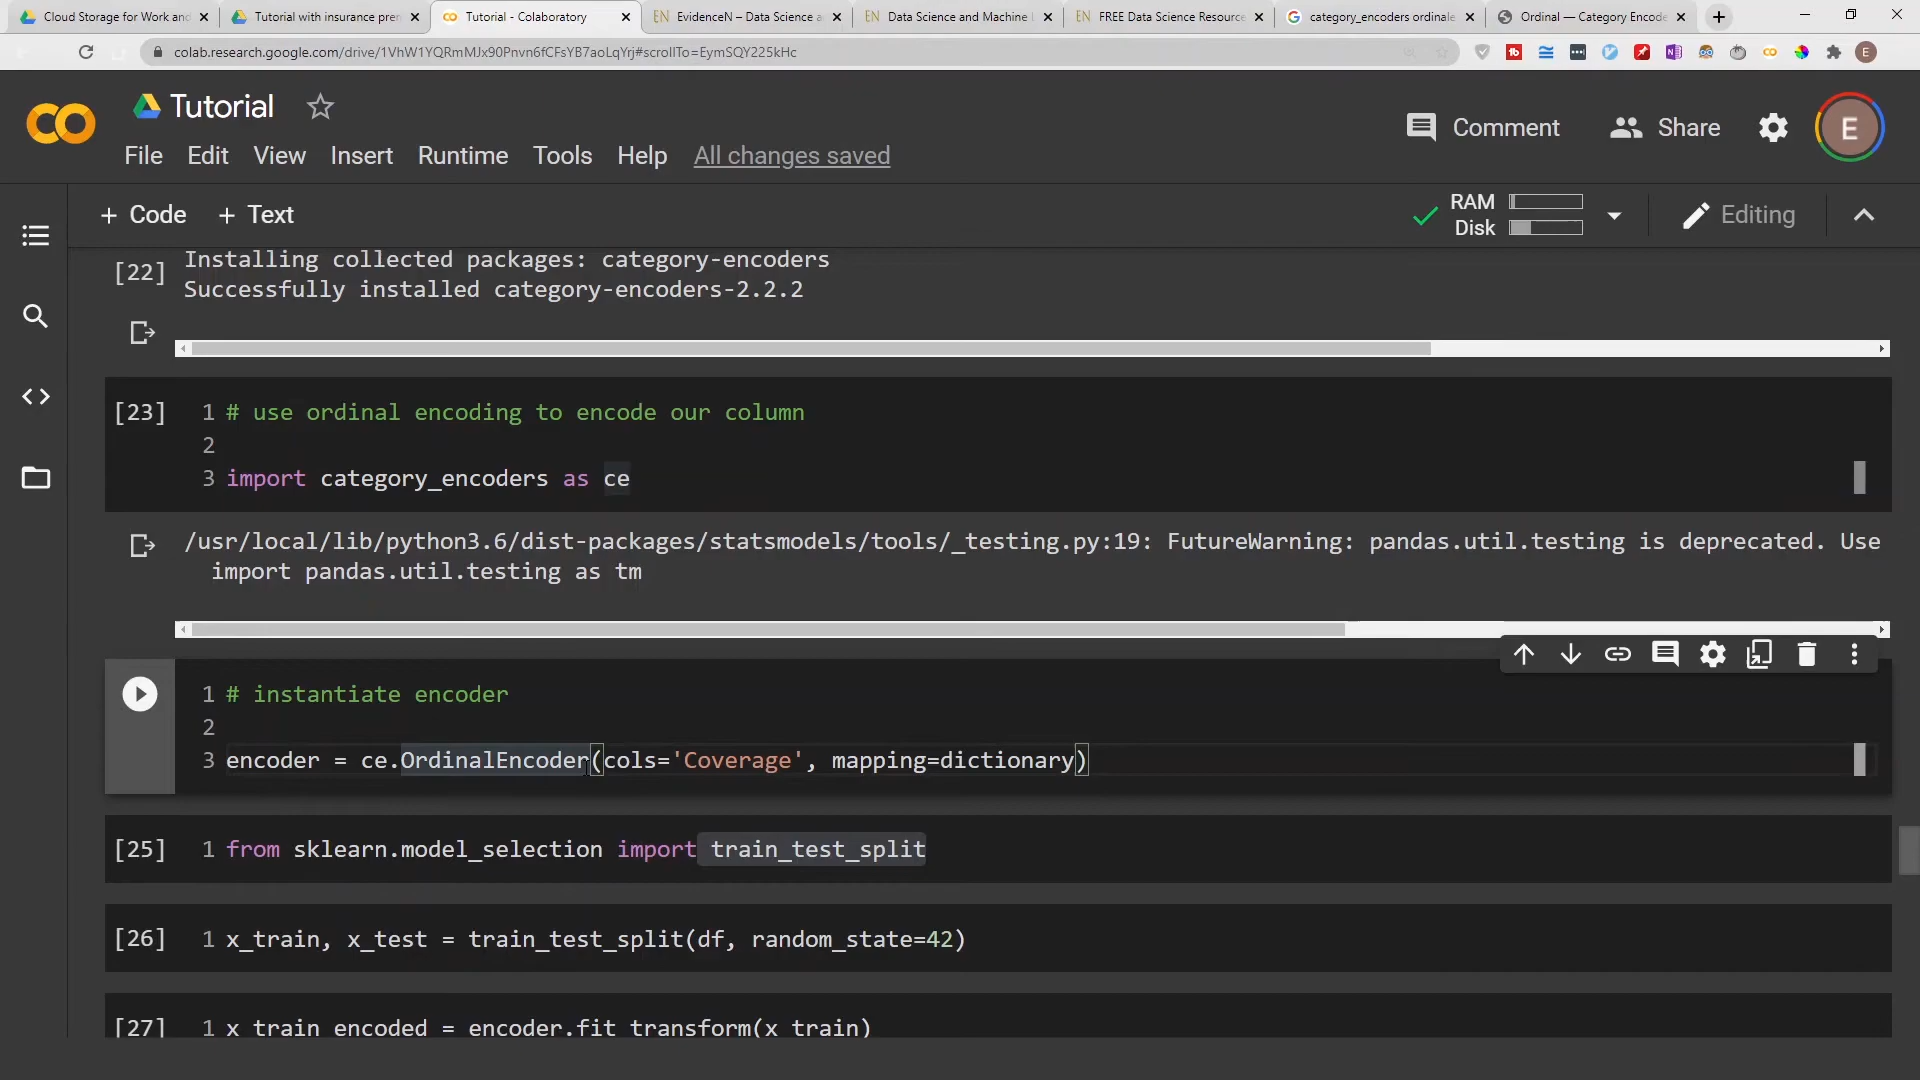 Cloud Storage for Work and
Tutorial with insurance pre
Tutorial - Colaboratory
EvidenceN – Data Science a
Data Science and Machine
FREE Data Science Resource
category_encoders ordinale
Ordinal — Category Encode
colab.research.google.com/drive/1VhW1YQRmMJx90Pnvn6fCFsYB7aoLqYrj#scrollTo=EymSQY225kHc
Tutorial
Comment
Share
E
File Edit View Insert Runtime Tools Help All changes saved
+ Code + Text
RAM
Disk
Editing
Installing collected packages: category-encoders
[22]
Successfully installed category-encoders-2.2.2
[23] 1 # use ordinal encoding to encode our column
2
3 import category_encoders as ce
/usr/local/lib/python3.6/dist-packages/statsmodels/tools/_testing.py:19: FutureWarning: pandas.util.testing is deprecated. Use
import pandas.util.testing as tm
1 # instantiate encoder
2
3 encoder = ce.OrdinalEncoder(cols='Coverage', mapping=dictionary)
[25] 1 from sklearn.model_selection import train_test_split
[26] 1 x_train, x_test = train_test_split(df, random_state=42)
[27] 1 x_train_encoded = encoder.fit_transform(x_train)